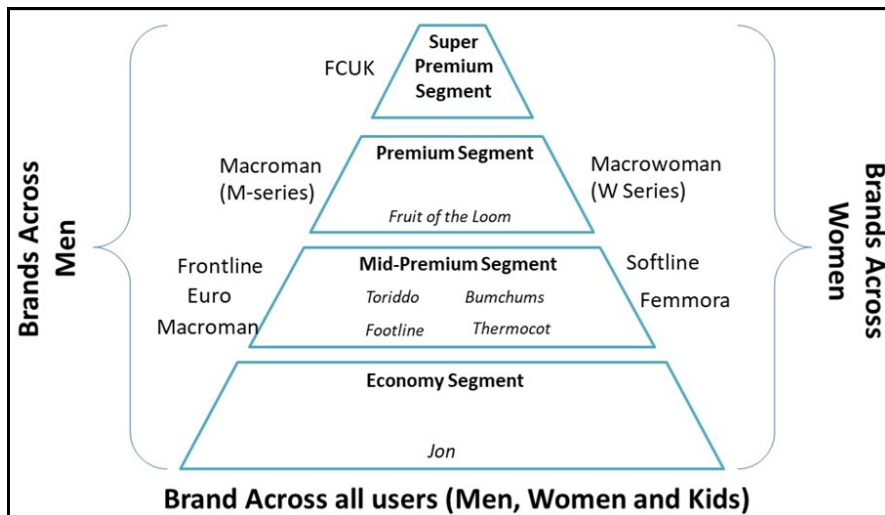 Super
Premium
Segment
FCUK
Premium Segment
Macroman
(M-series)
Macrowoman
(W Series)
Fruit of the Loom
Mid-Premium Segment
Frontline
Euro
Macroman
Toriddo Bumchums
Footline Thermocot
Softline
Femmora
Economy Segment
Jon
Brands Across
Men
Brands Across
Women
Brand Across all users (Men, Women and Kids)